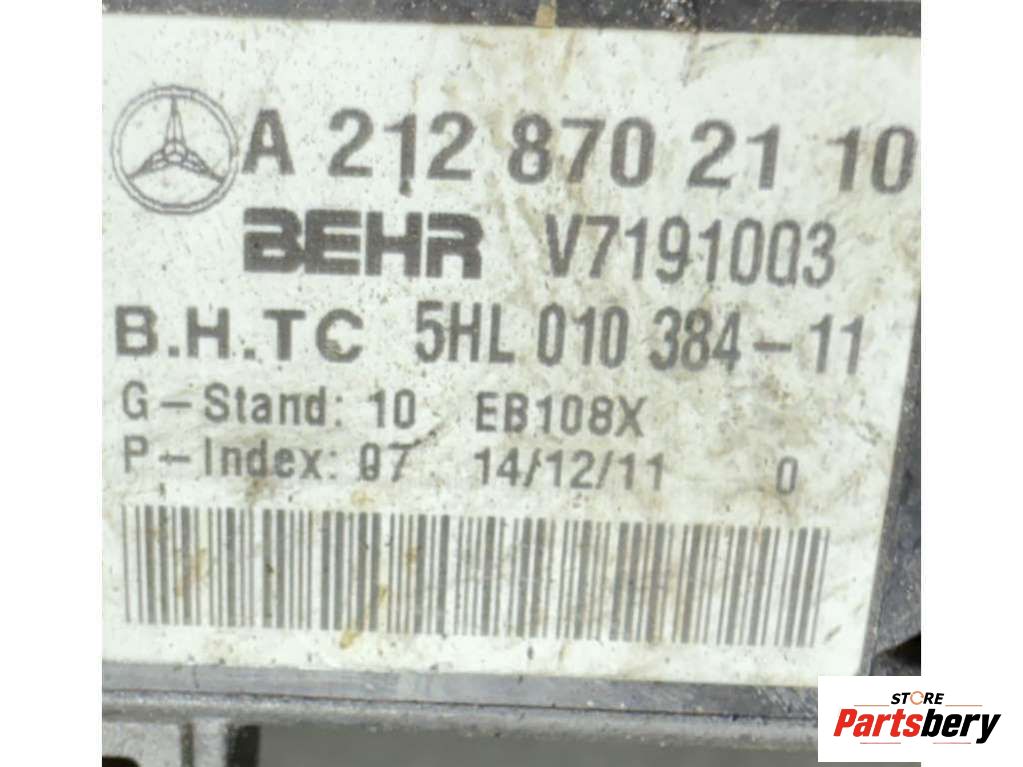 A 212 870 21 10
BEHR V7191003
B.H.TC 5HL 010 384-11
G-Stand: 10 EB108X
P-Index: 07 14/12/11 0
STORE
Partsbery